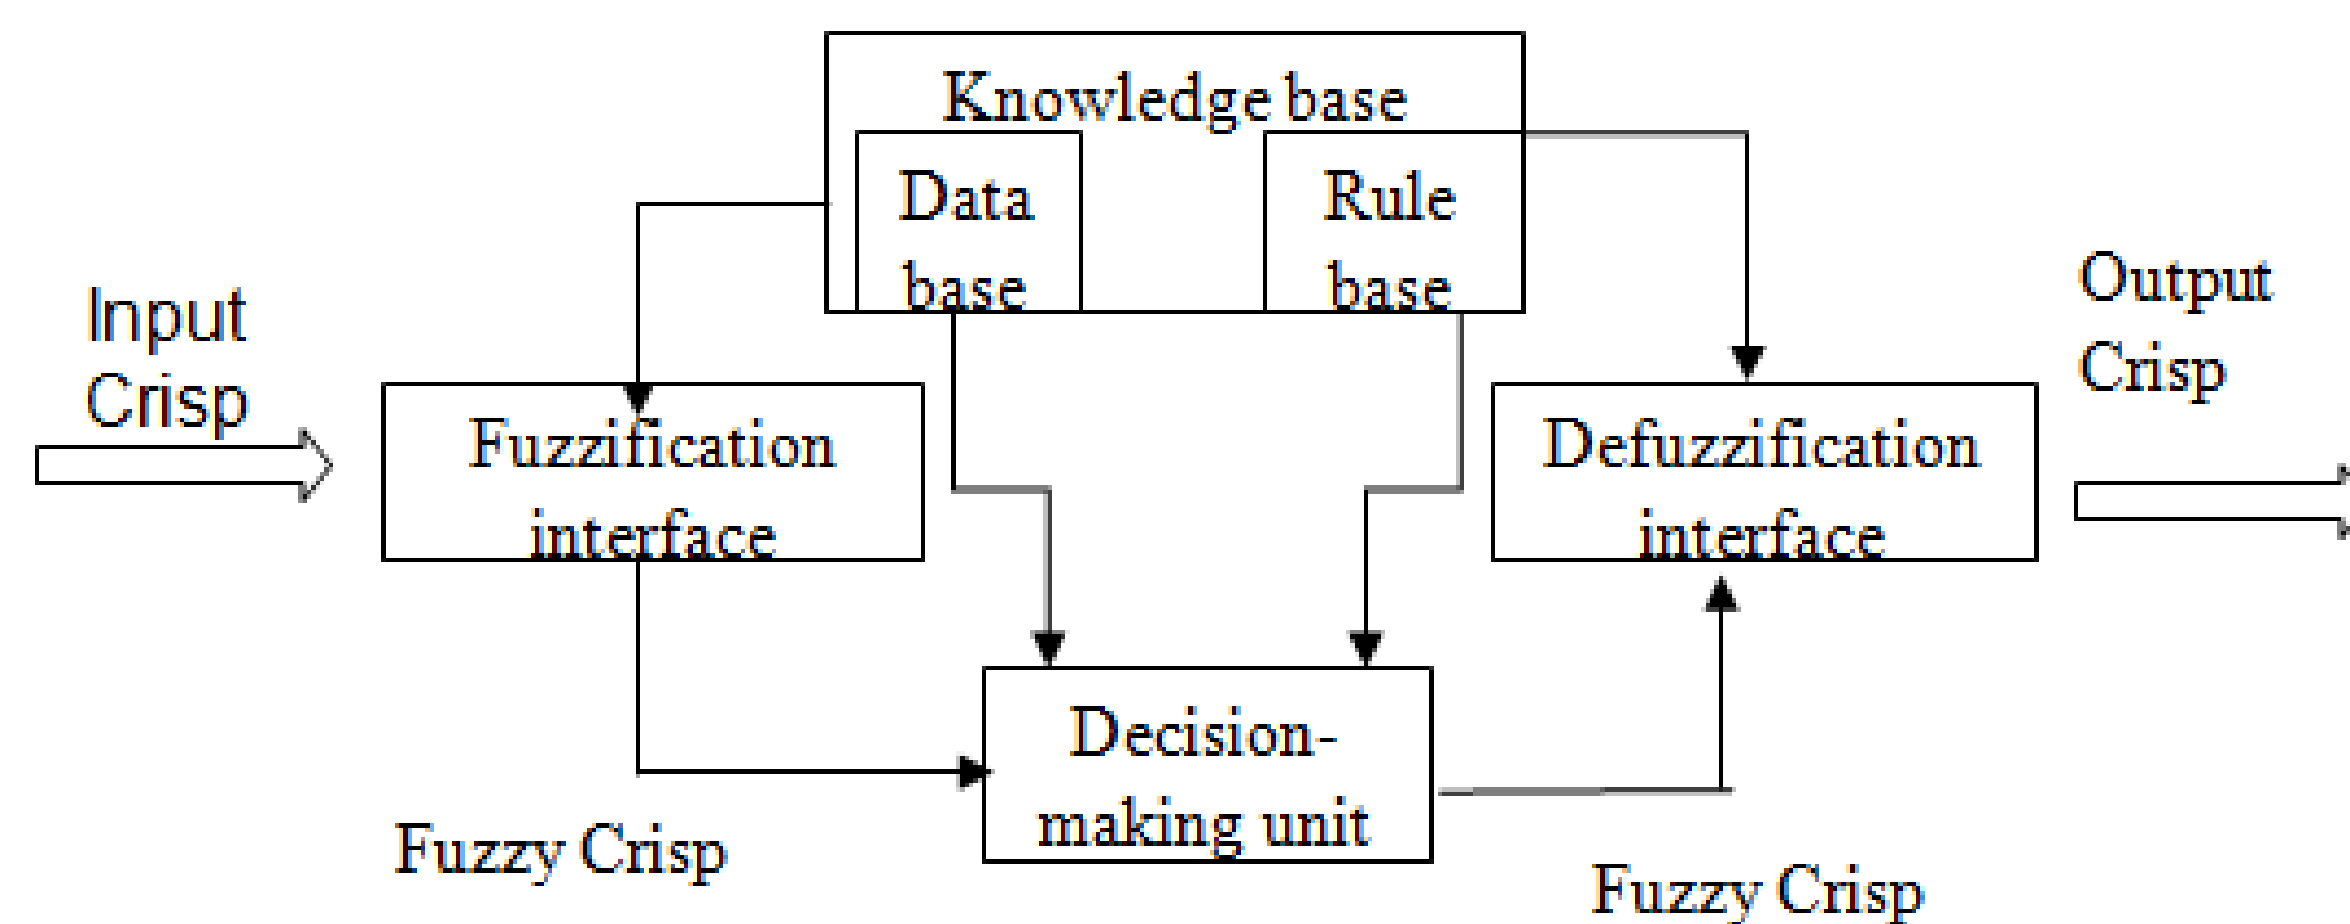 Knowledge base
Data
base
Rule
base
Input
Crisp
Output
Crisp
Fuzzification
interface
Defuzzification
interface
Decision-
making unit
Fuzzy Crisp
Fuzzy Crisp